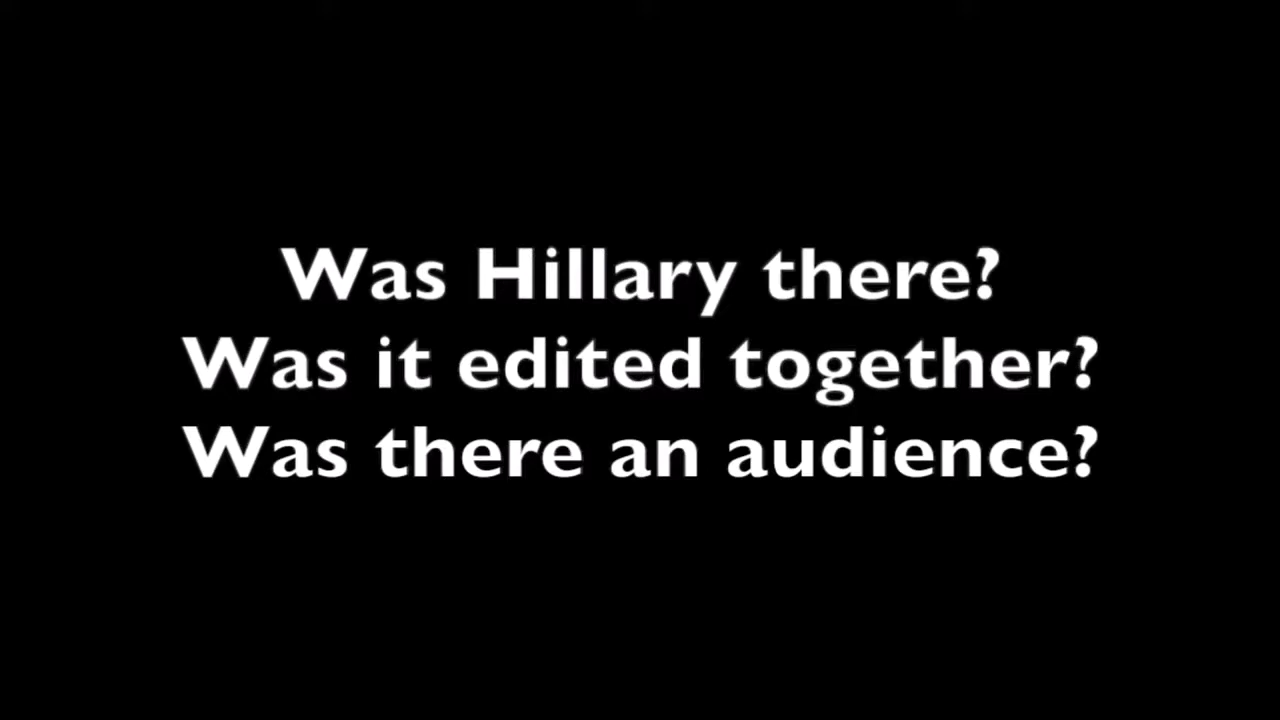 Was Hillary there?
Was it edited together?
Was there an audience?